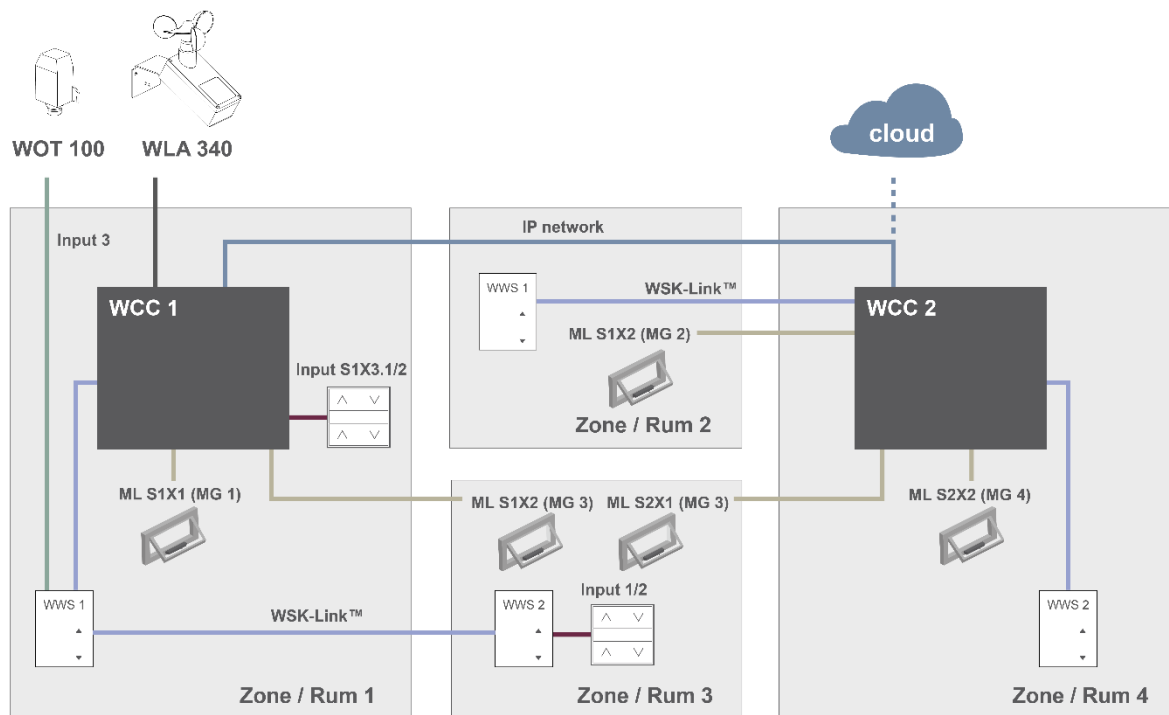 WOT 100
WLA 340
cloud
Input 3
IP network
WCC 1
WWS 1
WSK-Link™
WCC 2
ML S1X2 (MG 2)
Input S1X3.1/2
Zone / Rum 2
ML S1X1 (MG 1)
ML S1X2 (MG 3)
ML S2X1 (MG 3)
ML S2X2 (MG 4)
WWS 1
WSK-Link™
WWS 2
Input 1/2
WWS 2
Zone / Rum 1
Zone / Rum 3
Zone / Rum 4